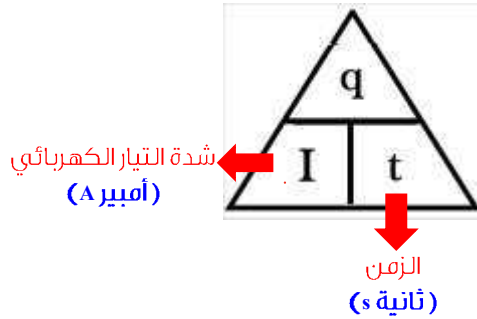 q
I t
شدة التيار الكهربائي
(أمبير A)
الزمن
(ثانية s)